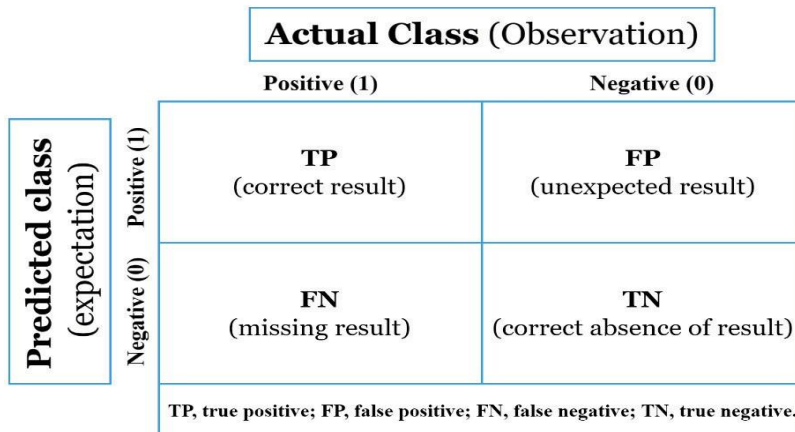 Actual Class (Observation)
Positive (1)
Negative (0)
Predicted class
(expectation)
Positive (1)
TP
(correct result)
FP
(unexpected result)
Negative (0)
FN
(missing result)
TN
(correct absence of result)
TP, true positive; FP, false positive; FN, false negative; TN, true negative.